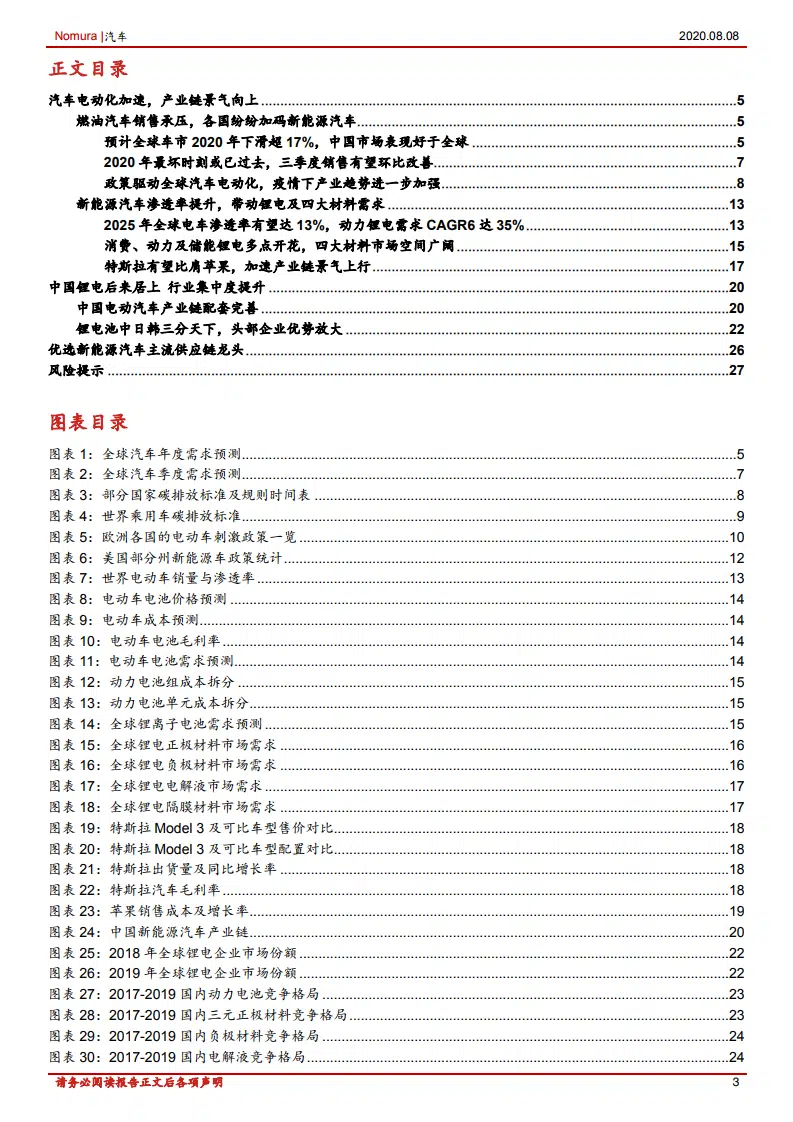 Nomura |汽车 2020.08.08
正文目录
汽车电动化加速，产业链景气向上 5
燃油汽车销售承压，各国纷纷加码新能源汽车 5
预计全球车市 2020 年下滑超 17%，中国市场表现好于全球 5
2020 年最坏时刻或已过去，三季度销售有望环比改善 7
政策驱动全球汽车电动化，疫情下产业趋势进一步加强 8
新能源汽车渗透率提升，带动锂电及四大材料需求 13
2025 年全球电车渗透率有望达 13%，动力锂电需求 CAGR6 达 35% 13
消费、动力及储能锂电多点开花，四大材料市场空间广阔 15
特斯拉有望比肩苹果，加速产业链景气上行 17
中国锂电后来居上 行业集中度提升 20
中国电动汽车产业链配套完善 20
锂电池中日韩三分天下，头部企业优势放大 22
优选新能源汽车主流供应链龙头 26
风险提示 27
图表目录
图表 1：全球汽车年度需求预测 5
图表 2：全球汽车季度需求预测 7
图表 3：部分国家碳排放标准及规则时间表 8
图表 4：世界乘用车碳排放标准 9
图表 5：欧洲各国的电动车刺激政策一览 10
图表 6：美国部分州新能源车政策统计 12
图表 7：世界电动车销量与渗透率 13
图表 8：电动车电池价格预测 14
图表 9：电动车成本预测 14
图表 10：电动车电池毛利率 14
图表 11：电动车电池需求预测 14
图表 12：动力电池组成本拆分 15
图表 13：动力电池单元成本拆分 15
图表 14：全球锂离子电池需求预测 15
图表 15：全球锂电正极材料市场需求 16
图表 16：全球锂电负极材料市场需求 16
图表 17：全球锂电电解液市场需求 17
图表 18：全球锂电隔膜材料市场需求 17
图表 19：特斯拉 Model 3 及可比车型售价对比 18
图表 20：特斯拉 Model 3 及可比车型配置对比 18
图表 21：特斯拉出货量及同比增长率 18
图表 22：特斯拉汽车毛利率 18
图表 23：苹果销售成本及增长率 19
图表 24：中国新能源汽车产业链 20
图表 25：2018 年全球锂电企业市场份额 22
图表 26：2019 年全球锂电企业市场份额 22
图表 27：2017-2019 国内动力电池竞争格局 23
图表 28：2017-2019 国内三元正极材料竞争格局 23
图表 29：2017-2019 国内负极材料竞争格局 24
图表 30：2017-2019 国内电解液竞争格局 24
请务必阅读报告正文后各项声明 3